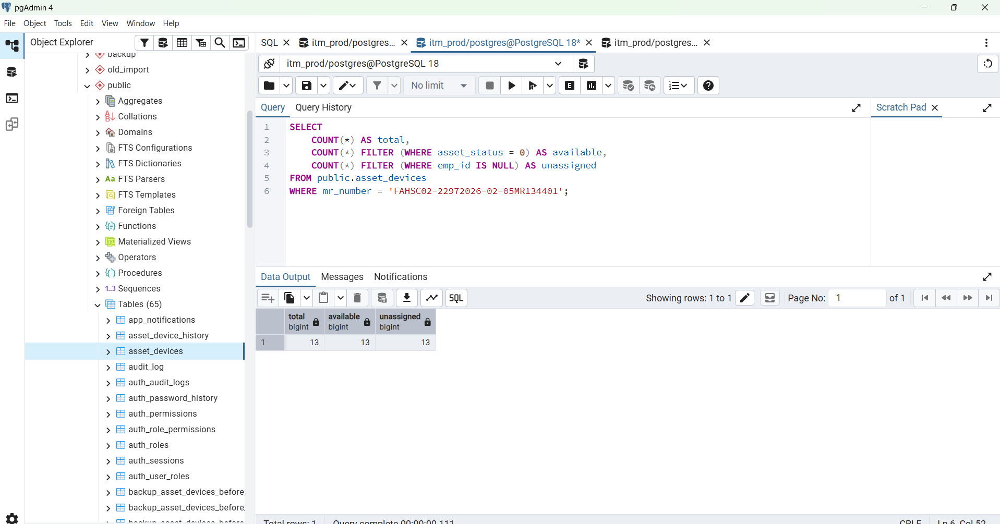 pgAdmin 4
File Object Tools Edit View Window Help
Object Explorer
backup
old_import
public
Aggregates
Collations
Domains
FTS Configurations
FTS Dictionaries
Aa FTS Parsers
FTS Templates
Foreign Tables
Functions
Materialized Views
Operators
Procedures
1..3 Sequences
Tables (65)
app_notifications
asset_device_history
asset_devices
audit_log
auth_audit_logs
auth_password_history
auth_permissions
auth_role_permissions
auth_roles
auth_sessions
auth_user_roles
backup_asset_devices_before
backup_asset_devices_before
backup_asset_devices_before
SQL itm_prod/postgres... itm_prod/postgres@PostgreSQL 18* itm_prod/postgres...
itm_prod/postgres@PostgreSQL 18
No limit
E
Query Query History
Scratch Pad
1 SELECT
2 COUNT(*) AS total,
3 COUNT(*) FILTER (WHERE asset_status = 0) AS available,
4 COUNT(*) FILTER (WHERE emp_id IS NULL) AS unassigned
5 FROM public.asset_devices
6 WHERE mr_number = 'FAHSC02-22972026-02-05MR134401';
Data Output Messages Notifications
SQL
Showing rows: 1 to 1 Page No: 1 of 1
total available unassigned
bigint bigint bigint
1 13 13 13
Total rows: 1 Query complete 00:00:00.111 CRLF Ln 6, Col 52